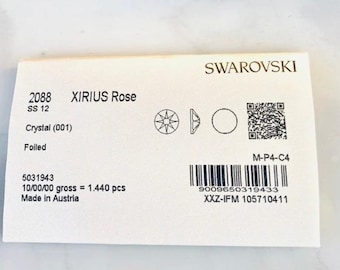 SWAROVSKI
2088 XIRIUS Rose
SS 12
Crystal (001)
Foiled
M-P4-C4
5031943
10/00/00 gross = 1,440 pcs
Made in Austria
9009650319433
XXZ-IFM 105710411